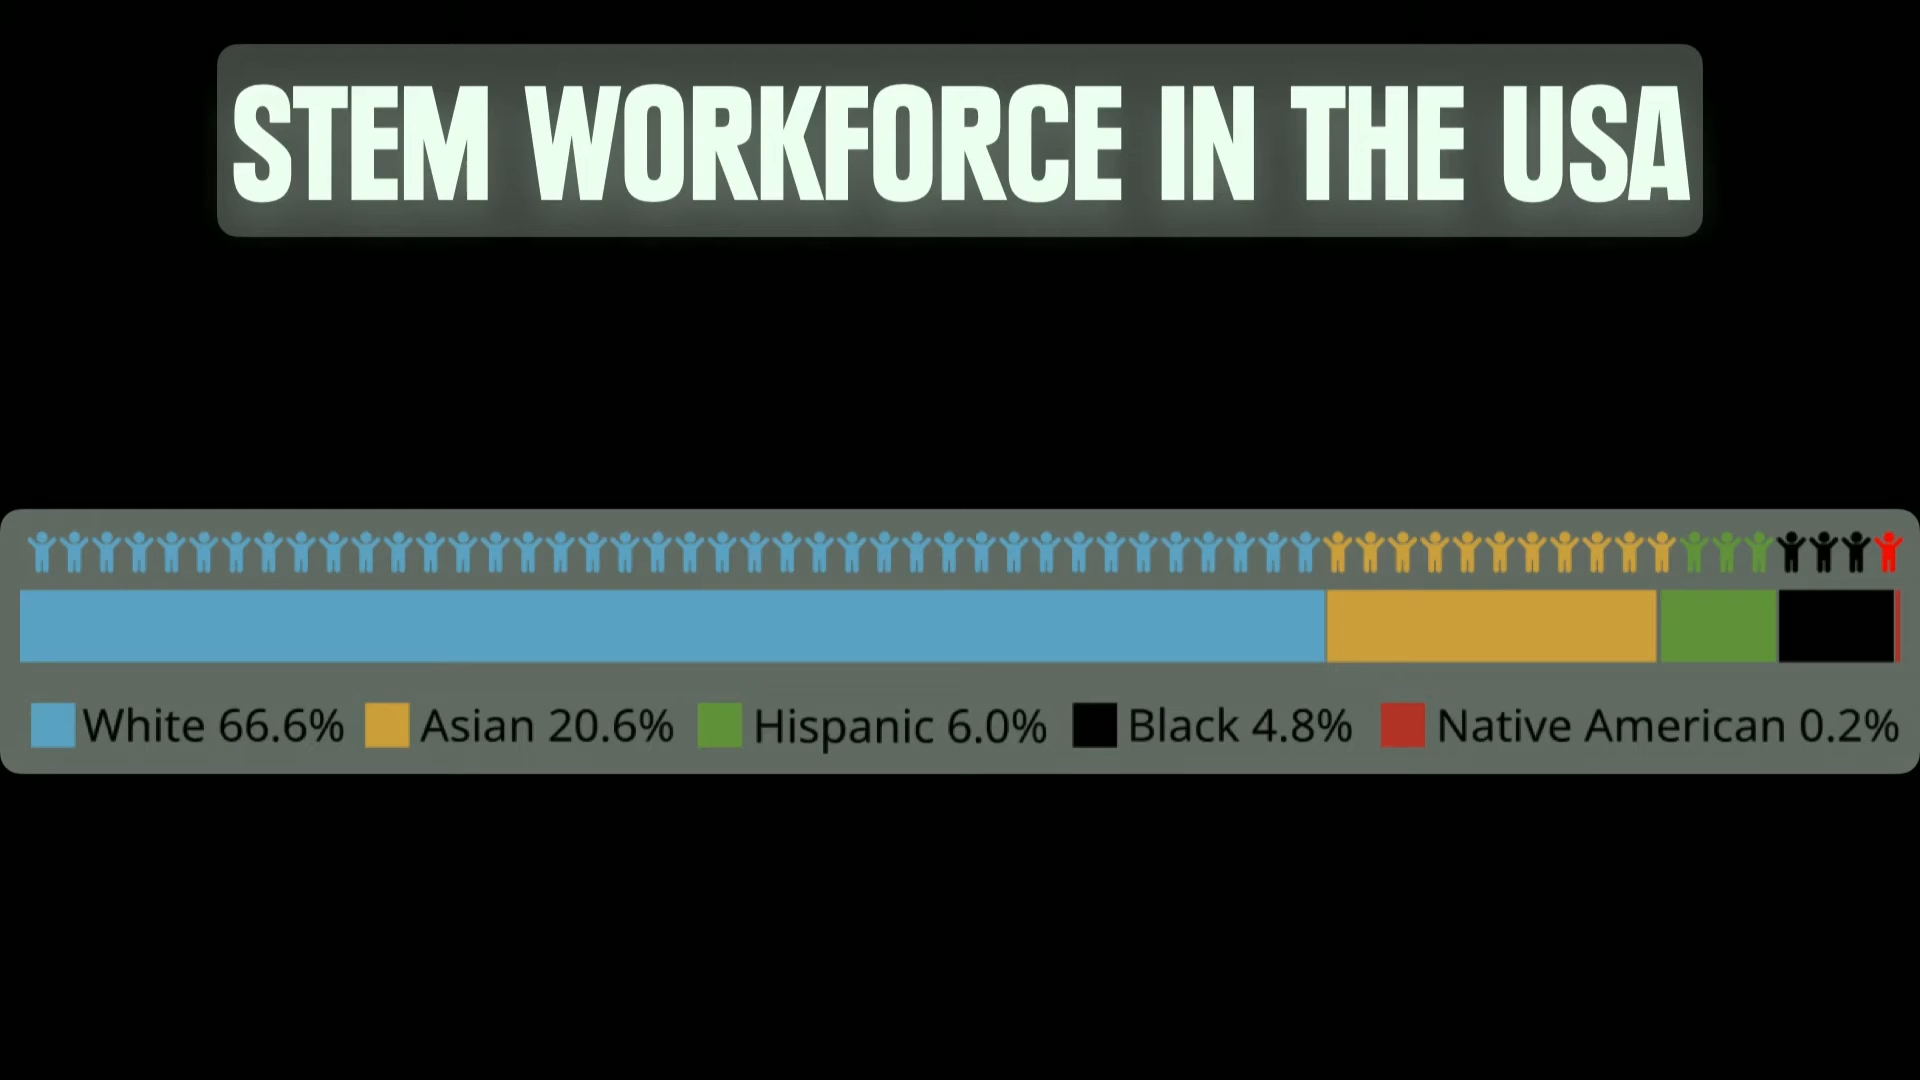 STEM WORKFORCE IN THE USA
White 66.6% Asian 20.6% Hispanic 6.0% Black 4.8% Native American 0.2%